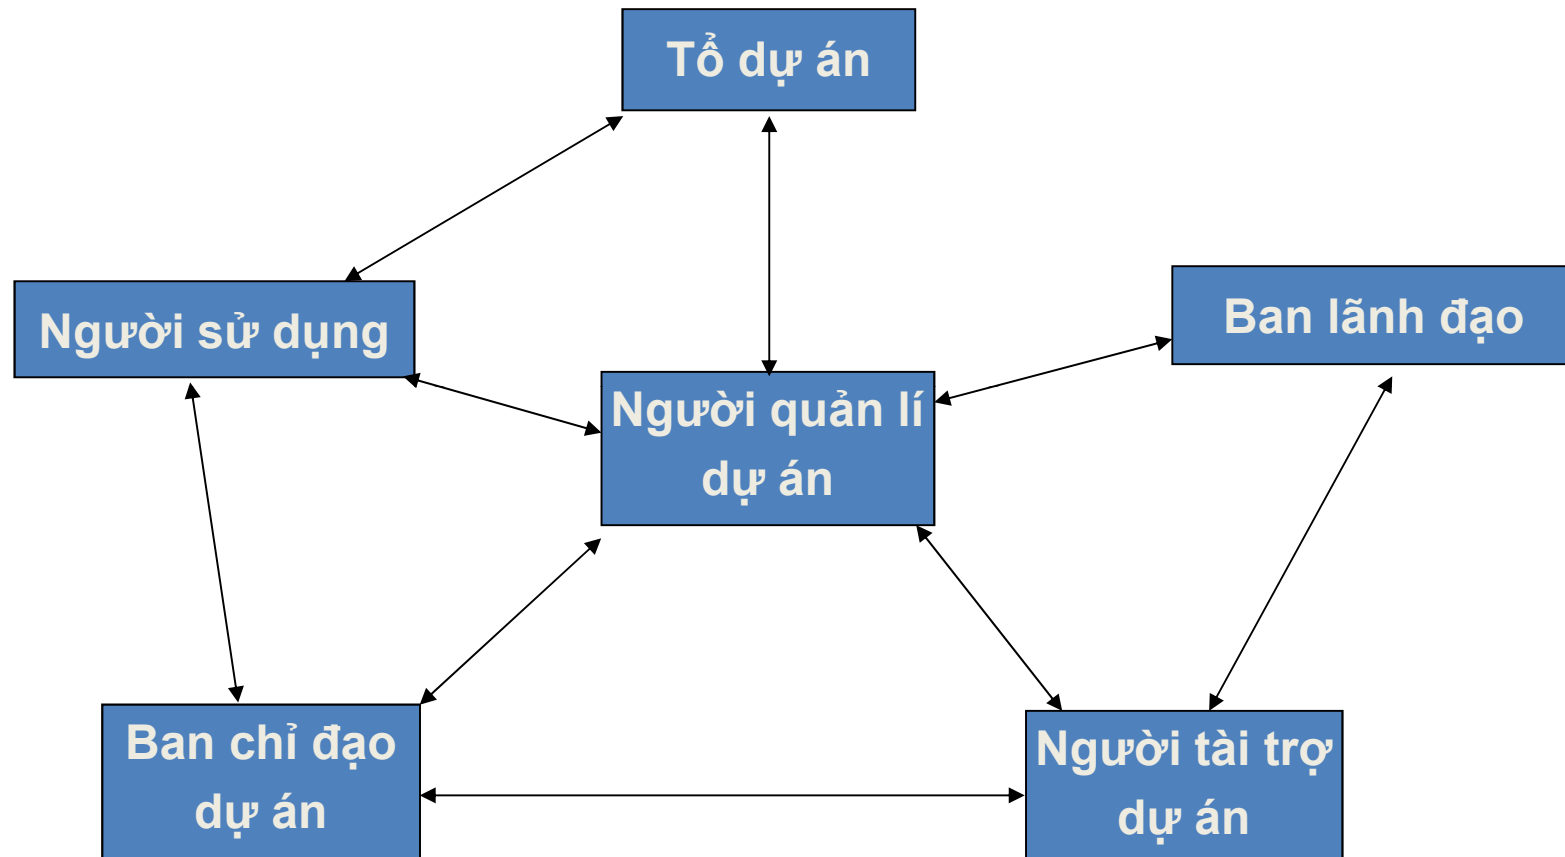 Tổ dự án
Người sử dụng
Ban lãnh đạo
Người quản lí
dự án
Ban chỉ đạo
dự án
Người tài trợ
dự án